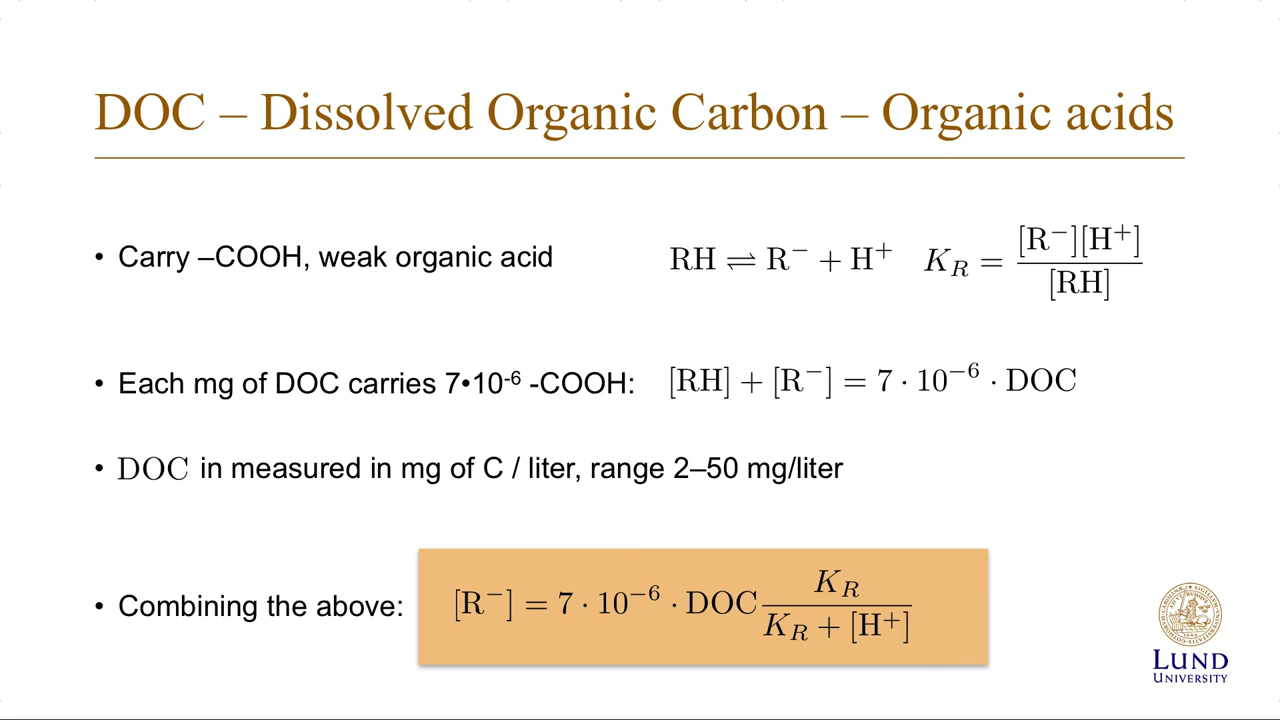 DOC – Dissolved Organic Carbon – Organic acids
• Carry –COOH, weak organic acid RH ⇌ R⁻ + H⁺ K_R = [R⁻][H⁺] / [RH]
• Each mg of DOC carries 7•10⁻⁶ -COOH: [RH] + [R⁻] = 7 · 10⁻⁶ · DOC
• DOC in measured in mg of C / liter, range 2–50 mg/liter
• Combining the above: [R⁻] = 7 · 10⁻⁶ · DOC K_R / (K_R + [H⁺])
LUND
UNIVERSITY